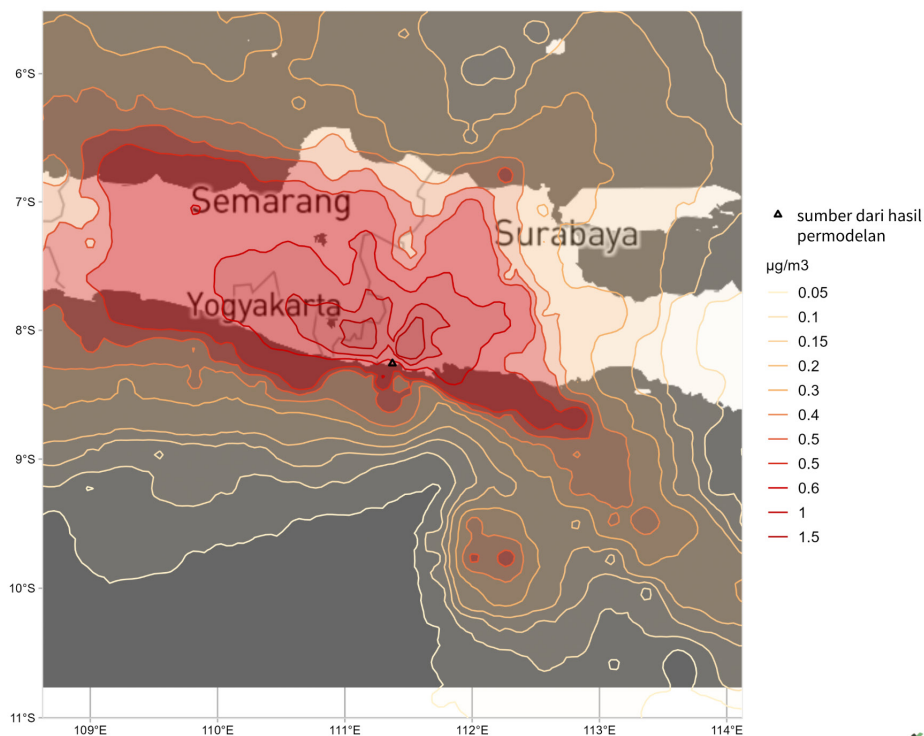 6°S
7°S
8°S
9°S
10°S
11°S
109°E
110°E
111°E
112°E
113°E
114°E
Semarang
Surabaya
Yogyakarta
sumber dari hasil
permodelan
µg/m3
0.05
0.1
0.15
0.2
0.3
0.4
0.5
0.5
0.6
1
1.5